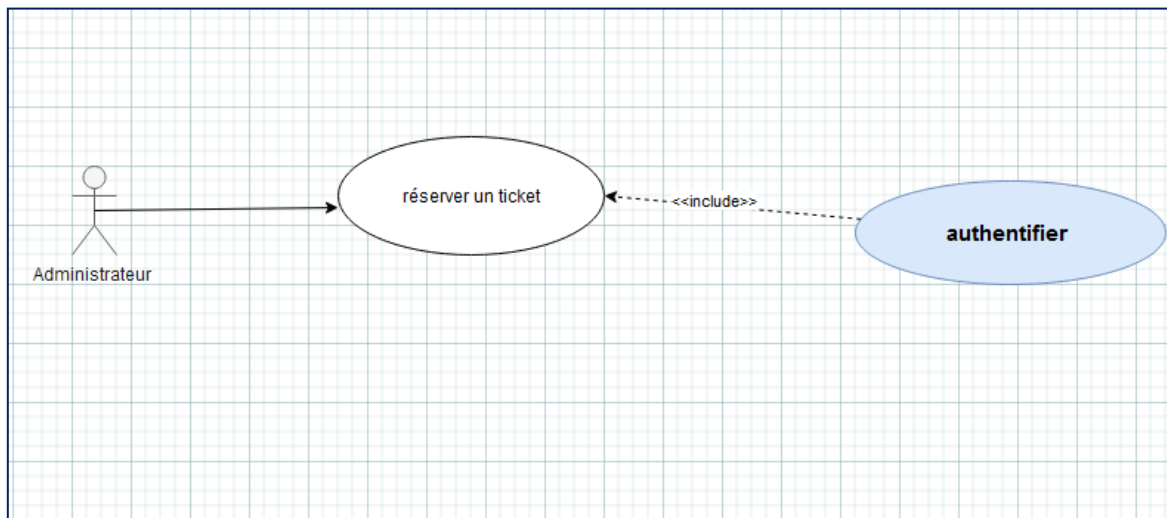 réserver un ticket
<<include>>
authentifier
Administrateur